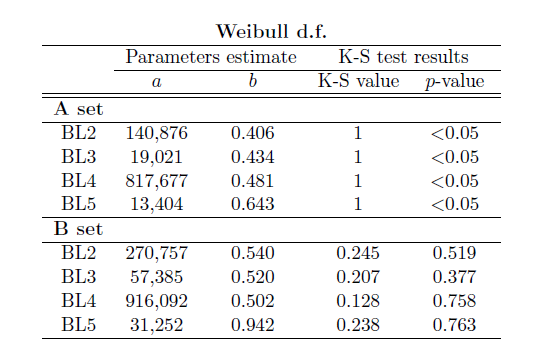 Weibull d.f.
Parameters estimate K-S test results
a b K-S value p-value
A set
BL2 140,876 0.406 1 <0.05
BL3 19,021 0.434 1 <0.05
BL4 817,677 0.481 1 <0.05
BL5 13,404 0.643 1 <0.05
B set
BL2 270,757 0.540 0.245 0.519
BL3 57,385 0.520 0.207 0.377
BL4 916,092 0.502 0.128 0.758
BL5 31,252 0.942 0.238 0.763